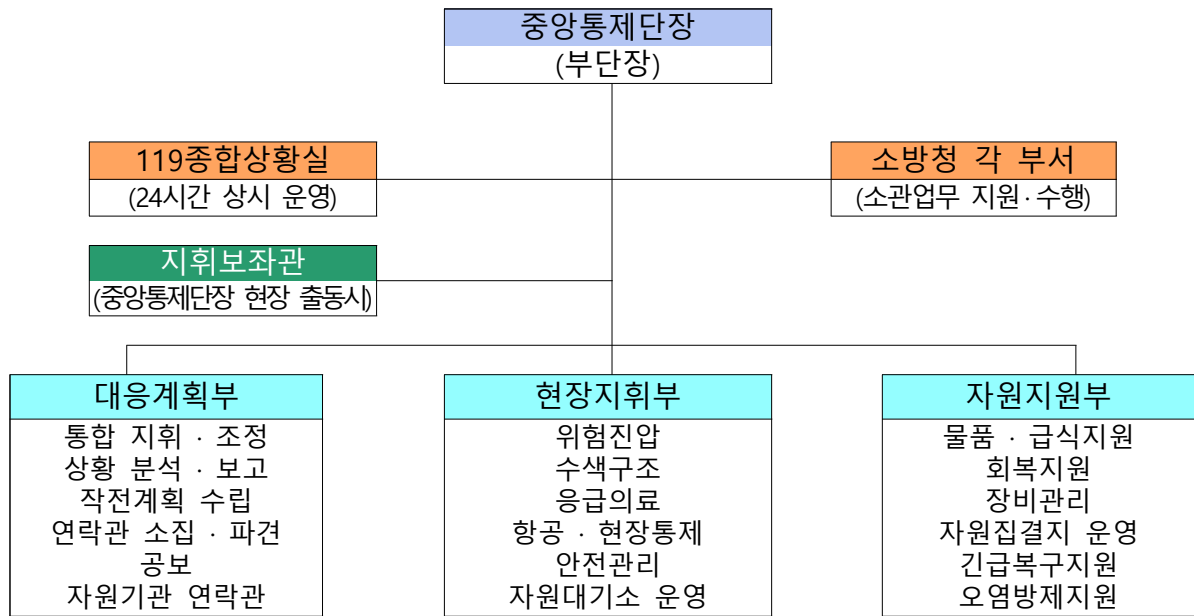 중앙통제단장
(부단장)
119종합상황실
(24시간 상시 운영)
소방청 각 부서
(소관업무 지원·수행)
지휘보좌관
(중앙통제단장 현장 출동시)
대응계획부
통합 지휘 · 조정
상황 분석 · 보고
작전계획 수립
연락관 소집 · 파견
공보
자원기관 연락관
현장지휘부
위험진압
수색구조
응급의료
항공 · 현장통제
안전관리
자원대기소 운영
자원지원부
물품 · 급식지원
회복지원
장비관리
자원집결지 운영
긴급복구지원
오염방제지원